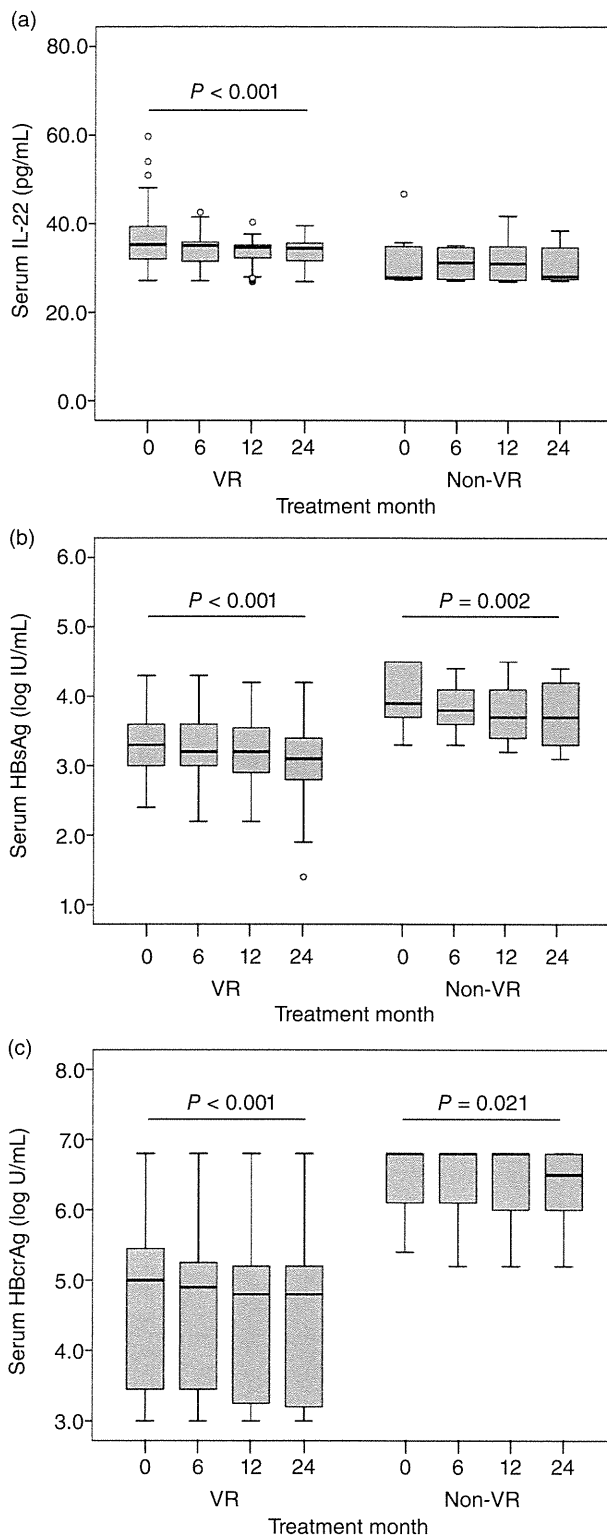 (a)
80.0
60.0
40.0
20.0
0.0
Serum IL-22 (pg/mL)
P < 0.001
0 6 12 24 0 6 12 24
VR Non-VR
Treatment month
(b)
6.0
5.0
4.0
3.0
2.0
1.0
Serum HBsAg (log IU/mL)
P < 0.001 P = 0.002
0 6 12 24 0 6 12 24
VR Non-VR
Treatment month
(c)
8.0
7.0
6.0
5.0
4.0
3.0
Serum HBcrAg (log U/mL)
P < 0.001 P = 0.021
0 6 12 24 0 6 12 24
VR Non-VR
Treatment month